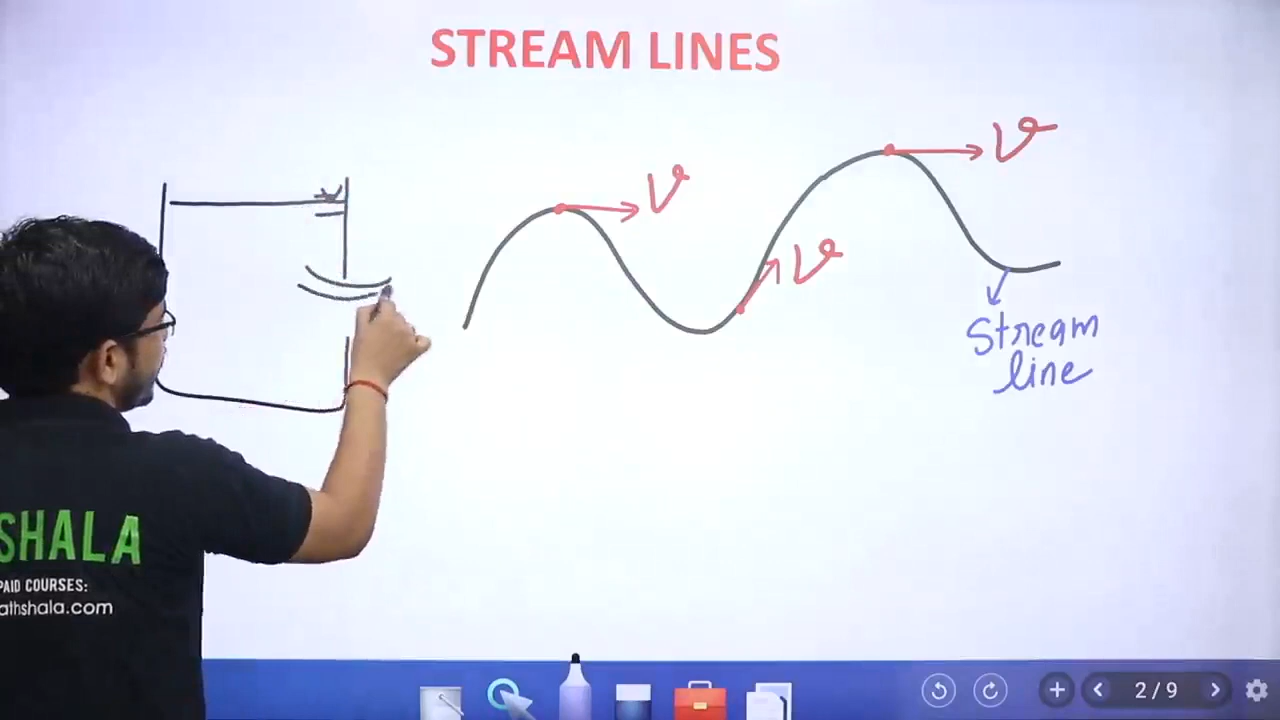 STREAM LINES
V
V
V
Stream
line
SHALA
PAID COURSES:
athshala.com
2 / 9